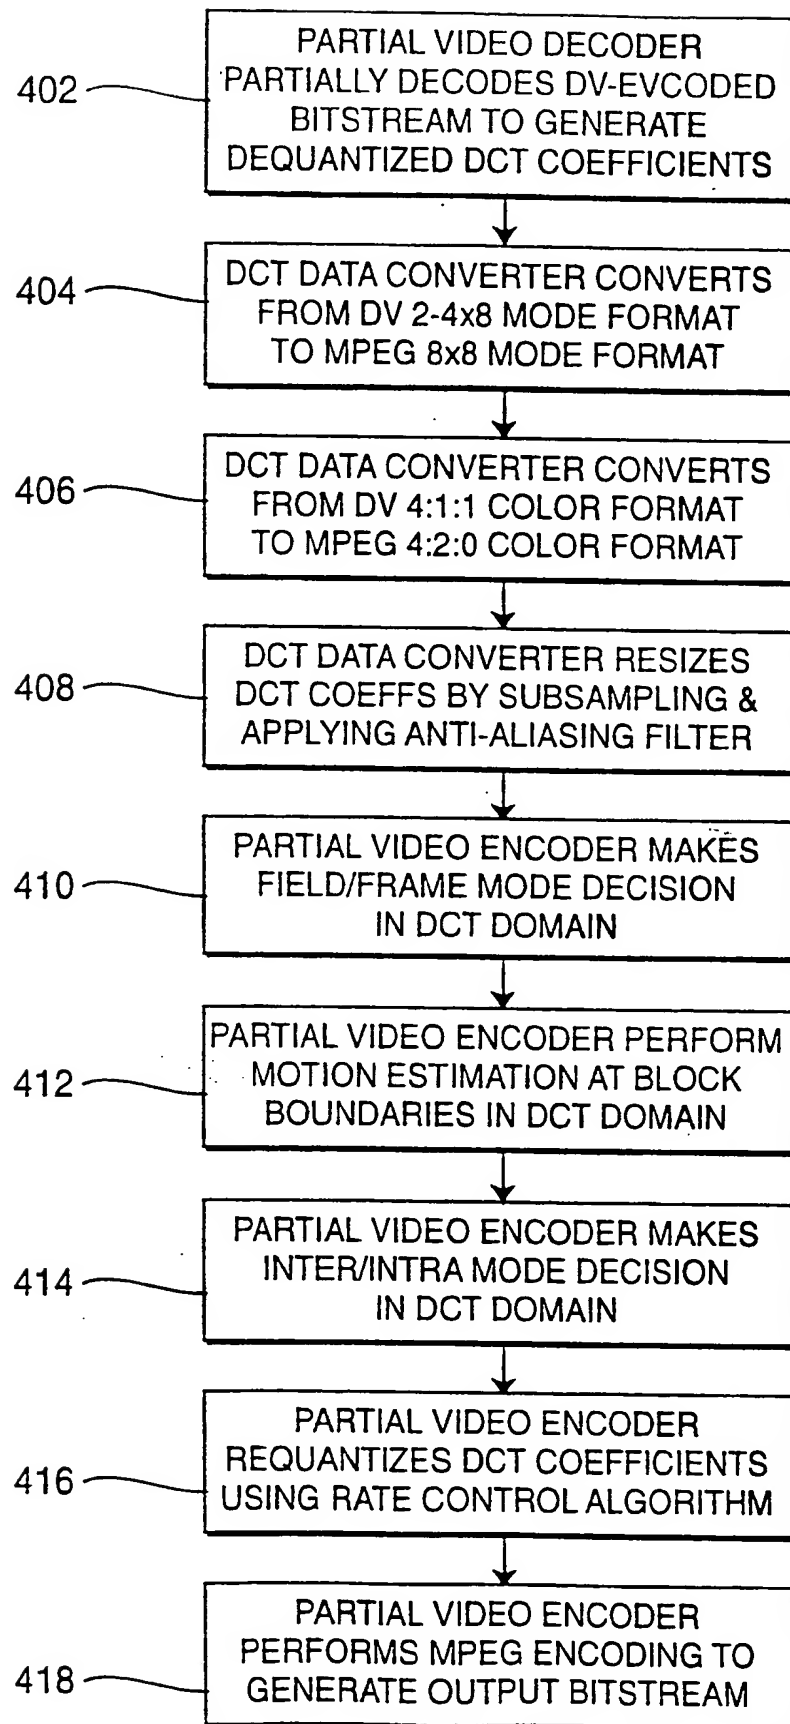 402
PARTIAL VIDEO DECODER
PARTIALLY DECODES DV-EVCODED
BITSTREAM TO GENERATE
DEQUANTIZED DCT COEFFICIENTS
404
DCT DATA CONVERTER CONVERTS
FROM DV 2-4x8 MODE FORMAT
TO MPEG 8x8 MODE FORMAT
406
DCT DATA CONVERTER CONVERTS
FROM DV 4:1:1 COLOR FORMAT
TO MPEG 4:2:0 COLOR FORMAT
408
DCT DATA CONVERTER RESIZES
DCT COEFFS BY SUBSAMPLING &
APPLYING ANTI-ALIASING FILTER
410
PARTIAL VIDEO ENCODER MAKES
FIELD/FRAME MODE DECISION
IN DCT DOMAIN
412
PARTIAL VIDEO ENCODER PERFORM
MOTION ESTIMATION AT BLOCK
BOUNDARIES IN DCT DOMAIN
414
PARTIAL VIDEO ENCODER MAKES
INTER/INTRA MODE DECISION
IN DCT DOMAIN
416
PARTIAL VIDEO ENCODER
REQUANTIZES DCT COEFFICIENTS
USING RATE CONTROL ALGORITHM
418
PARTIAL VIDEO ENCODER
PERFORMS MPEG ENCODING TO
GENERATE OUTPUT BITSTREAM